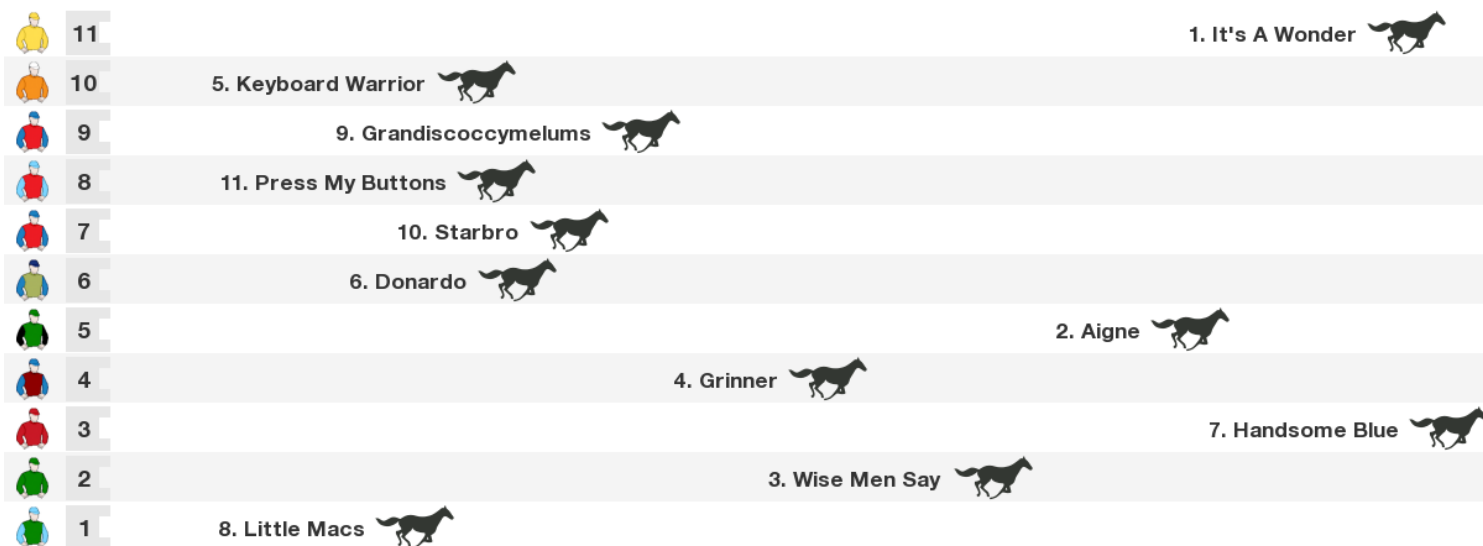 11 1. It's A Wonder
10 5. Keyboard Warrior
9 9. Grandiscoccymelums
8 11. Press My Buttons
7 10. Starbro
6 6. Donardo
5 2. Aigne
4 4. Grinner
3 7. Handsome Blue
2 3. Wise Men Say
1 8. Little Macs